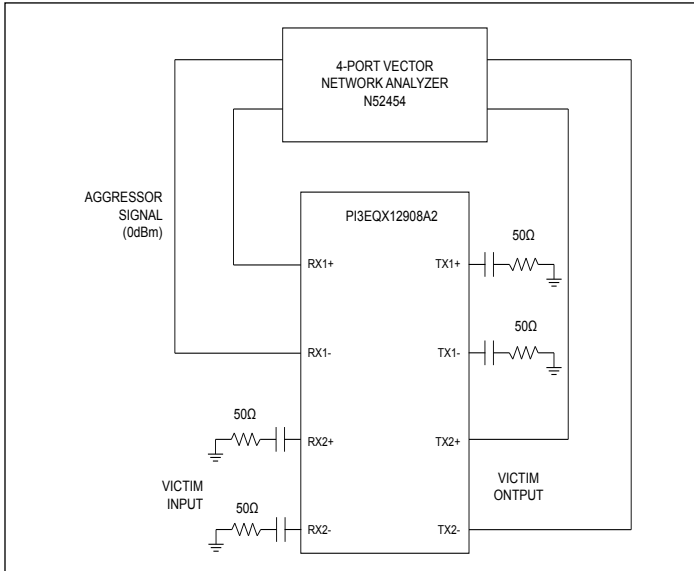 4-PORT VECTOR
NETWORK ANALYZER
N52454
AGGRESSOR
SIGNAL
(0dBm)
PI3EQX12908A2
50Ω
RX1+
TX1+
50Ω
RX1-
TX1-
50Ω
RX2+
TX2+
VICTIM
INPUT
VICTIM
ONTPUT
50Ω
RX2-
TX2-